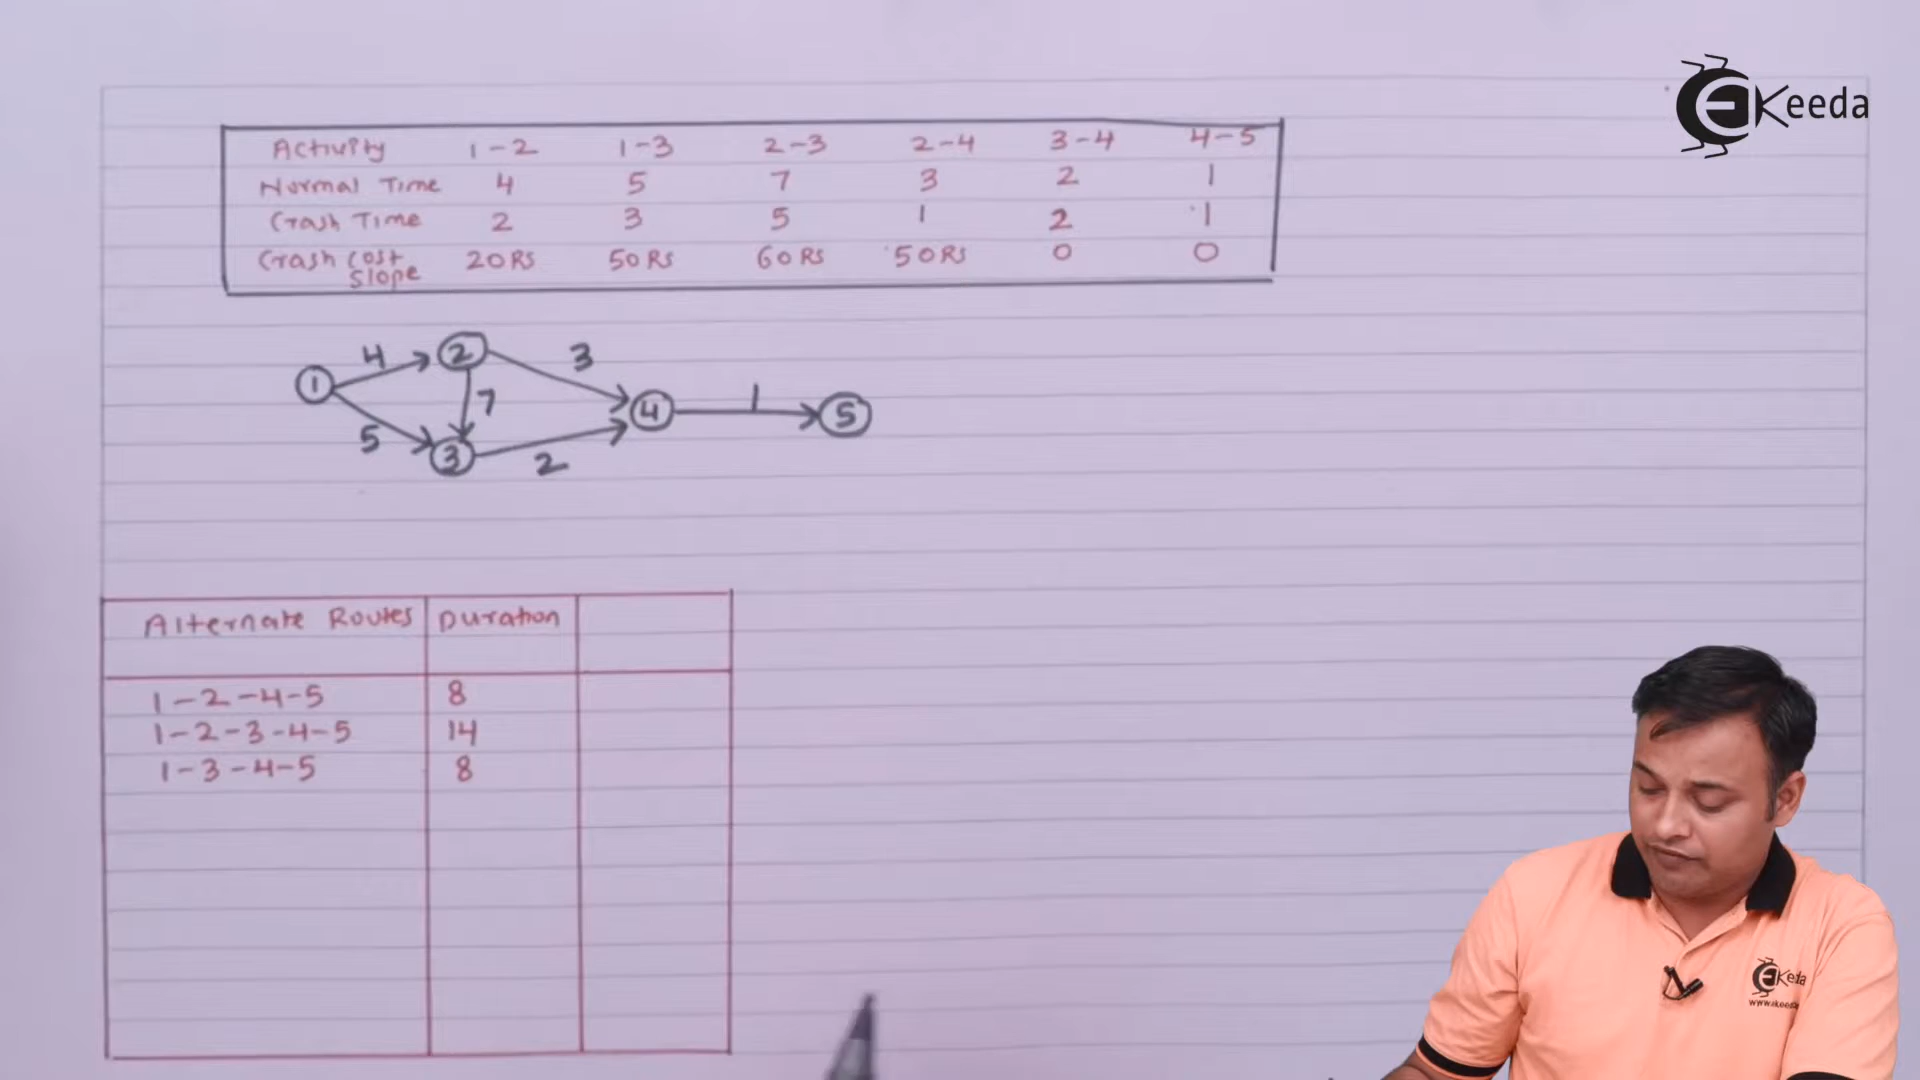 EKeeda
Activity 1-2 1-3 2-3 2-4 3-4 4-5
Normal Time 4 5 7 3 2 1
Crash Time 2 3 5 1 2 1
Crash cost slope 20 Rs 50 Rs 60 Rs 50 Rs 0 0
4 2 3
1 7 4 1 5
5 3 2
Alternate Routes Duration
1-2-4-5 8
1-2-3-4-5 14
1-3-4-5 8
EKeeda